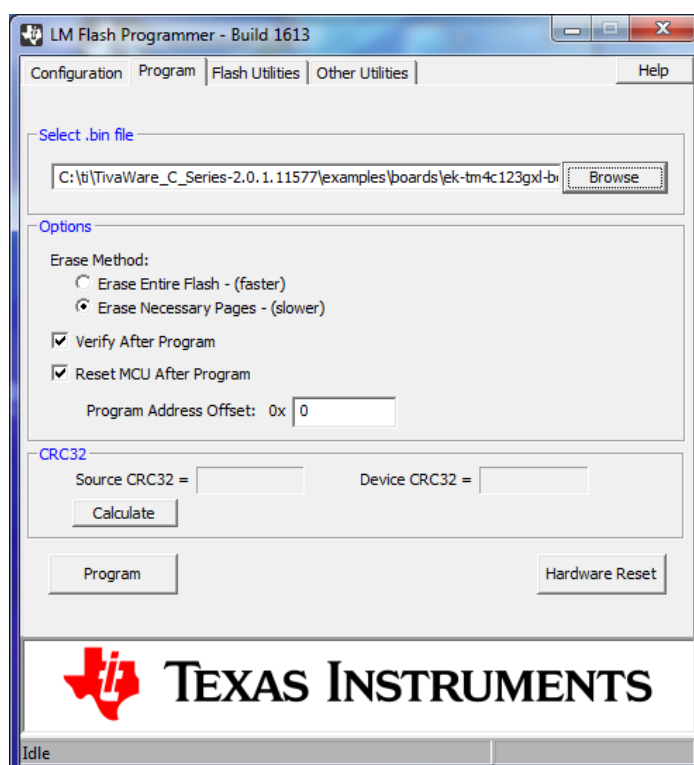 LM Flash Programmer - Build 1613
Configuration Program Flash Utilities Other Utilities Help
Select .bin file
C:\ti\TivaWare_C_Series-2.0.1.11577\examples\boards\ek-tm4c123gxl-b Browse
Options
Erase Method:
Erase Entire Flash - (faster)
Erase Necessary Pages - (slower)
Verify After Program
Reset MCU After Program
Program Address Offset: 0x 0
CRC32
Source CRC32 = Device CRC32 =
Calculate
Program Hardware Reset
TEXAS INSTRUMENTS
Idle